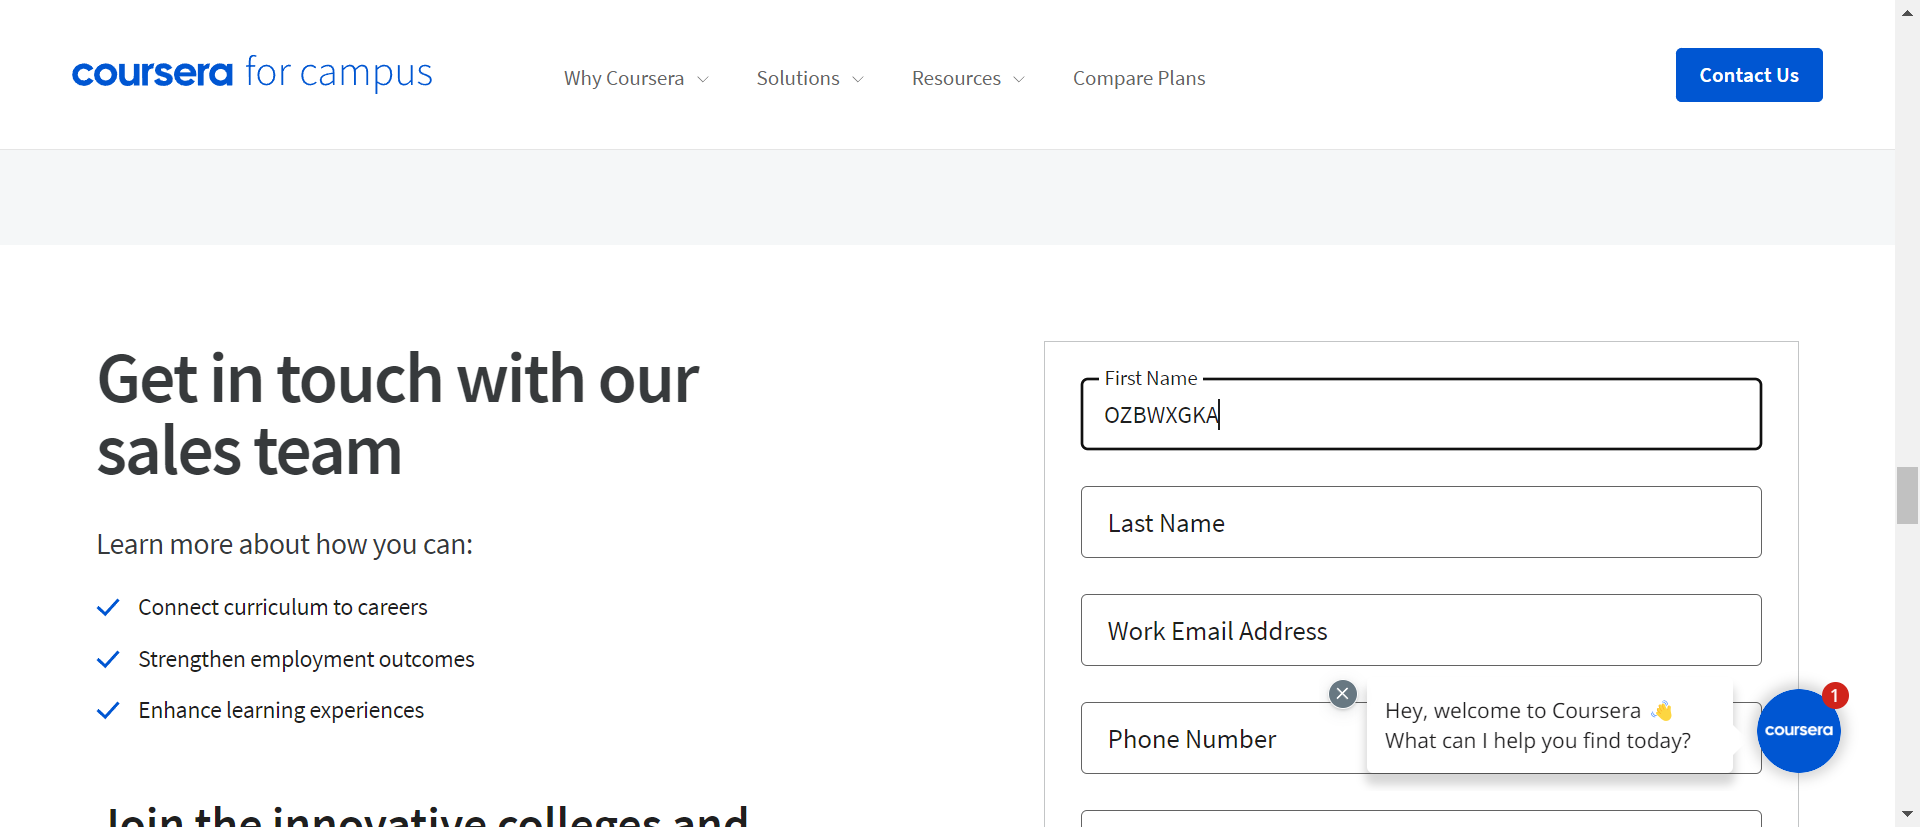 coursera for campus
Why Coursera
Solutions
Resources
Compare Plans
Contact Us
Get in touch with our
sales team
Learn more about how you can:
Connect curriculum to careers
Strengthen employment outcomes
Enhance learning experiences
Join the innovative colleges and
First Name
OZBWXGKA
Last Name
Work Email Address
Phone Number
Hey, welcome to Coursera 👋
What can I help you find today?
coursera
1